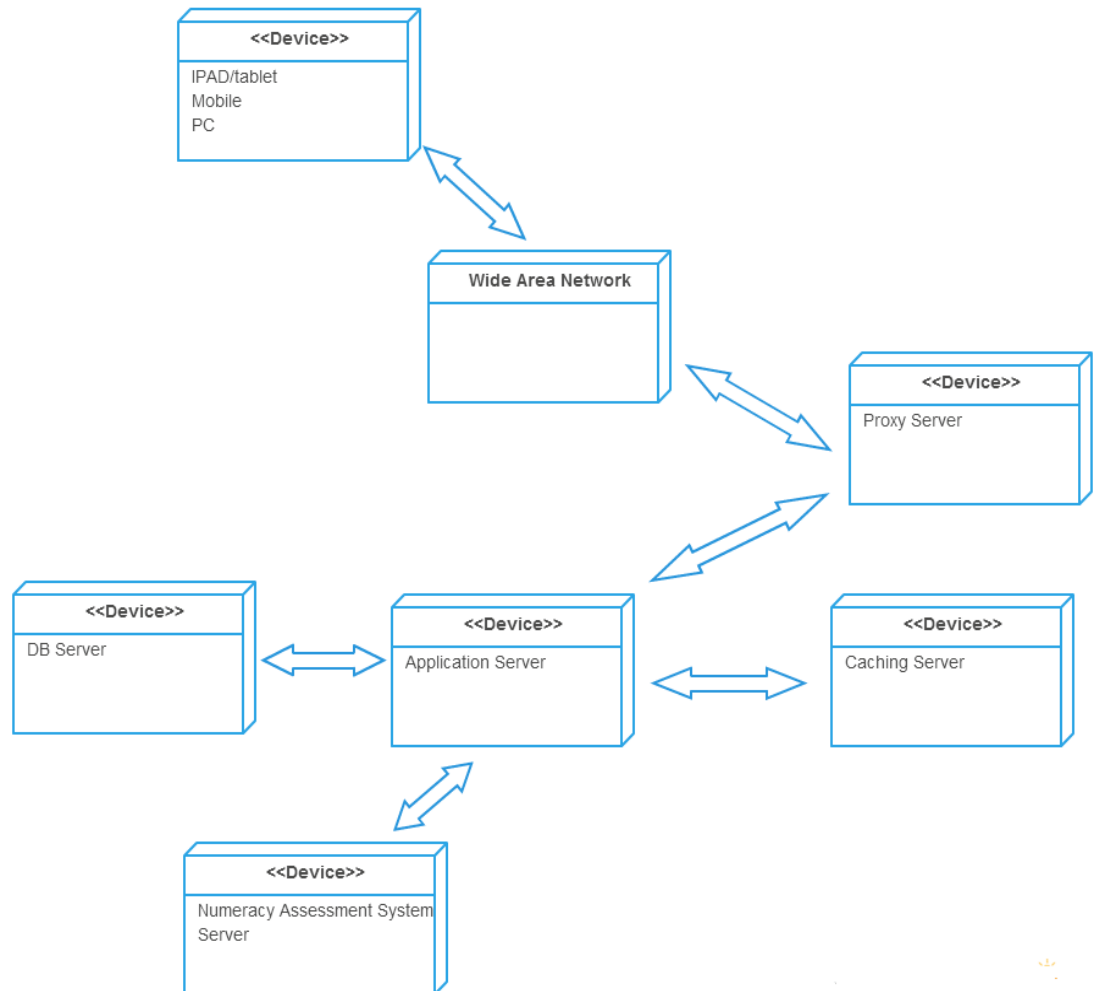 <<Device>>
IPAD/tablet
Mobile
PC
Wide Area Network
<<Device>>
Proxy Server
<<Device>>
DB Server
<<Device>>
Application Server
<<Device>>
Caching Server
<<Device>>
Numeracy Assessment System
Server